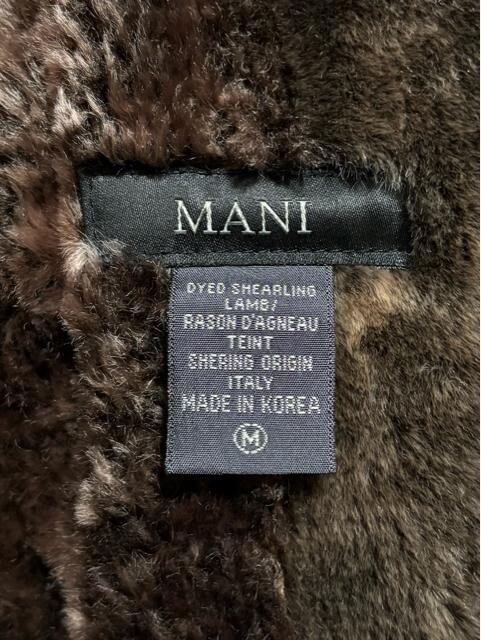 MANI
DYED SHEARLING
LAMB/
RASON D'AGNEAU
TEINT
SHERING ORIGIN
ITALY
MADE IN KOREA
M